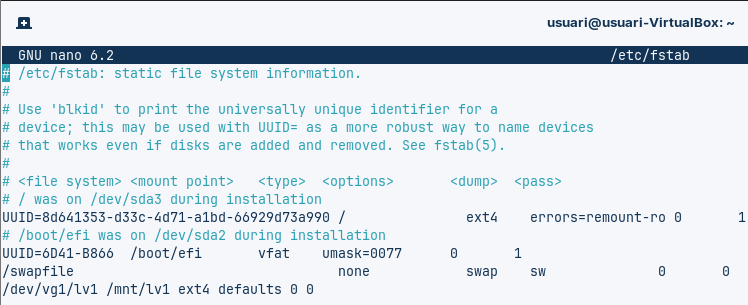 usuari@usuari-VirtualBox: ~
GNU nano 6.2 /etc/fstab
# /etc/fstab: static file system information.
#
# Use 'blkid' to print the universally unique identifier for a
# device; this may be used with UUID= as a more robust way to name devices
# that works even if disks are added and removed. See fstab(5).
#
# <file system> <mount point>   <type>  <options>       <dump>  <pass>
# / was on /dev/sda3 during installation
UUID=8d641353-d33c-4d71-a1bd-66929d73a990 /               ext4    errors=remount-ro 0       1
# /boot/efi was on /dev/sda2 during installation
UUID=6D41-B866  /boot/efi       vfat    umask=0077      0       1
/swapfile                                 none            swap    sw              0       0
/dev/vg1/lv1 /mnt/lv1 ext4 defaults 0 0